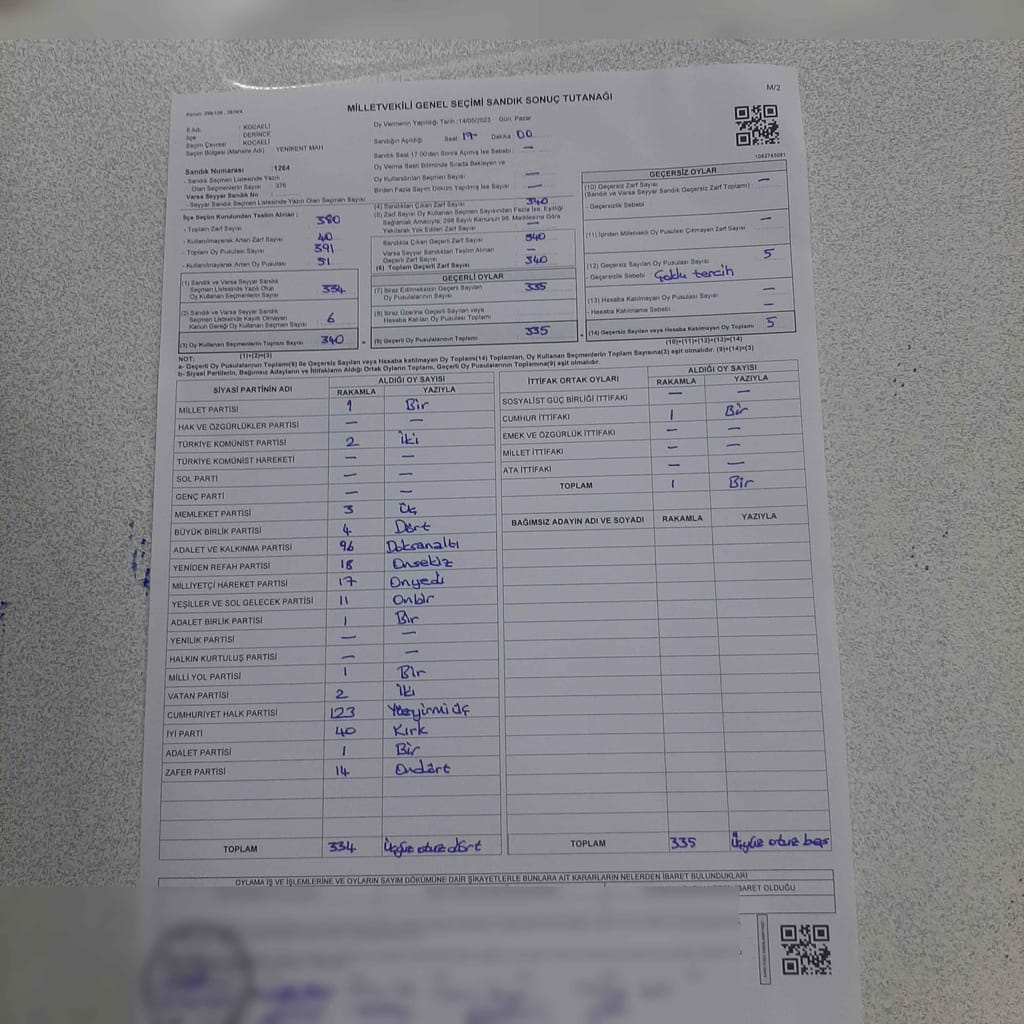 M/2
MİLLETVEKİLİ GENEL SEÇİMİ SANDIK SONUÇ TUTANAĞI
İl Adı : KOCAELİ
İlçe : DERİNCE
Seçim Çevresi : KOCAELİ
Seçim Bölgesi (Mahalle Adı) : YENİKENT MAH
Oy Vermenin Yapıldığı Tarih : 14/05/2023 Gün: Pazar
Sandığın Açıldığı Saat 19 Dakika 00
Sandık Saat 17.00'den Sonra Açılmış İse Sebebi : —
Oy Verme Saati Bitiminde Sırada Bekleyen ve
Oy Kullandırılan Seçmen Sayısı —
Birden Fazla Sayım Döküm Yapılmış İse Sayısı —
1082743091
Sandık Numarası : 1264
- Sandık Seçmen Listesinde Yazılı
Olan Seçmenlerin Sayısı 376
Varsa Seyyar Sandık No
- Seyyar Sandık Seçmen Listesinde Yazılı Olan Seçmen Sayısı
İlçe Seçim Kurulundan Teslim Alınan ;
- Toplam Zarf Sayısı 380
- Kullanılmayarak Artan Zarf Sayısı 40
- Toplam Oy Pusulası Sayısı 391
- Kullanılmayarak Artan Oy Pusulası 51
(1) Sandık ve Varsa Seyyar Sandık
Seçmen Listesinde Yazılı Olup
Oy Kullanan Seçmenlerin Sayısı 334
(2) Sandık ve Varsa Seyyar Sandık
Seçmen Listesinde Kayıtlı Olmayan
Kanun Gereği Oy Kullanan Seçmen Sayısı 6
(3) Oy Kullanan Seçmenlerin Toplam Sayısı 340
(1)+(2)=(3)
(4) Sandıktan Çıkan Zarf Sayısı 340
(5) Zarf Sayısı Oy Kullanan Seçmen Sayısından Fazla İse, Eşitliği
Sağlamak Amacıyla, 298 Sayılı Kanunun 98. Maddesine Göre
Yakılarak Yok Edilen Zarf Sayısı —
Sandıkta Çıkan Geçerli Zarf Sayısı 340
Varsa Seyyar Sandıktan Teslim Alınan
Geçerli Zarf Sayısı —
(6) Toplam Geçerli Zarf Sayısı 340
GEÇERLİ OYLAR
(7) İtiraz Edilmeksizin Geçerli Sayılan
Oy Pusulalarının Sayısı 335
(8) İtiraz Üzerine Geçerli Sayılan veya
Hesaba Katılan Oy Pusulası Toplamı
(9) Geçerli Oy Pusulalarının Toplamı 335
GEÇERSİZ OYLAR
(10) Geçersiz Zarf Sayısı
(Sandık ve Varsa Seyyar Sandık Geçersiz Zarf Toplamı) —
- Geçersizlik Sebebi
(11) İçinden Milletvekili Oy Pusulası Çıkmayan Zarf Sayısı —
(12) Geçersiz Sayılan Oy Pusulası Sayısı 5
- Geçersizlik Sebebi Çoklu tercih
(13) Hesaba Katılmayan Oy Pusulası Sayısı —
- Hesaba Katılmama Sebebi —
(14) Geçersiz Sayılan veya Hesaba Katılmayan Oy Toplamı 5
(10)+(11)+(12)+(13)=(14)
NOT:
a- Geçerli Oy Pusulalarının Toplamı(9) ile Geçersiz Sayılan veya Hesaba katılmayan Oy Toplamı(14) Toplamları, Oy Kullanan Seçmenlerin Toplam Sayısına(3) eşit olmalıdır. (9)+(14)=(3)
b- Siyasi Partilerin, Bağımsız Adayların ve İttifakların Aldığı Ortak Oyların Toplamı, Geçerli Oy Pusulalarının Toplamına(9) eşit olmalıdır.
SİYASİ PARTİNİN ADI ALDIĞI OY SAYISI
RAKAMLA YAZIYLA
MİLLET PARTİSİ 1 Bir
HAK VE ÖZGÜRLÜKLER PARTİSİ — —
TÜRKİYE KOMÜNİST PARTİSİ 2 iki
TÜRKİYE KOMÜNİST HAREKETİ — —
SOL PARTİ — —
GENÇ PARTİ — —
MEMLEKET PARTİSİ 3 Üç
BÜYÜK BİRLİK PARTİSİ 4 Dört
ADALET VE KALKINMA PARTİSİ 96 Doksanaltı
YENİDEN REFAH PARTİSİ 18 Onsekiz
MİLLİYETÇİ HAREKET PARTİSİ 17 Onyedi
YEŞİLLER VE SOL GELECEK PARTİSİ 11 Onbir
ADALET BİRLİK PARTİSİ 1 Bir
YENİLİK PARTİSİ — —
HALKIN KURTULUŞ PARTİSİ — —
MİLLİ YOL PARTİSİ 1 Bir
VATAN PARTİSİ 2 iki
CUMHURİYET HALK PARTİSİ 123 Yüzyirmi üç
İYİ PARTİ 40 Kırk
ADALET PARTİSİ 1 Bir
ZAFER PARTİSİ 14 Ondört
TOPLAM 334 Üçyüz otuz dört
İTTİFAK ORTAK OYLARI ALDIĞI OY SAYISI
RAKAMLA YAZIYLA
SOSYALİST GÜÇ BİRLİĞİ İTTİFAKI — —
CUMHUR İTTİFAKI 1 Bir
EMEK VE ÖZGÜRLÜK İTTİFAKI — —
MİLLET İTTİFAKI — —
ATA İTTİFAKI — —
TOPLAM 1 Bir
BAĞIMSIZ ADAYIN ADI VE SOYADI RAKAMLA YAZIYLA
TOPLAM 335 Üçyüz otuz beş
OYLAMA İŞ VE İŞLEMLERİNE VE OYLARIN SAYIM DÖKÜMÜNE DAİR ŞİKAYETLERLE BUNLARA AİT KARARLARIN NELERDEN İBARET BULUNDUKLARI
İBARET OLDUĞU